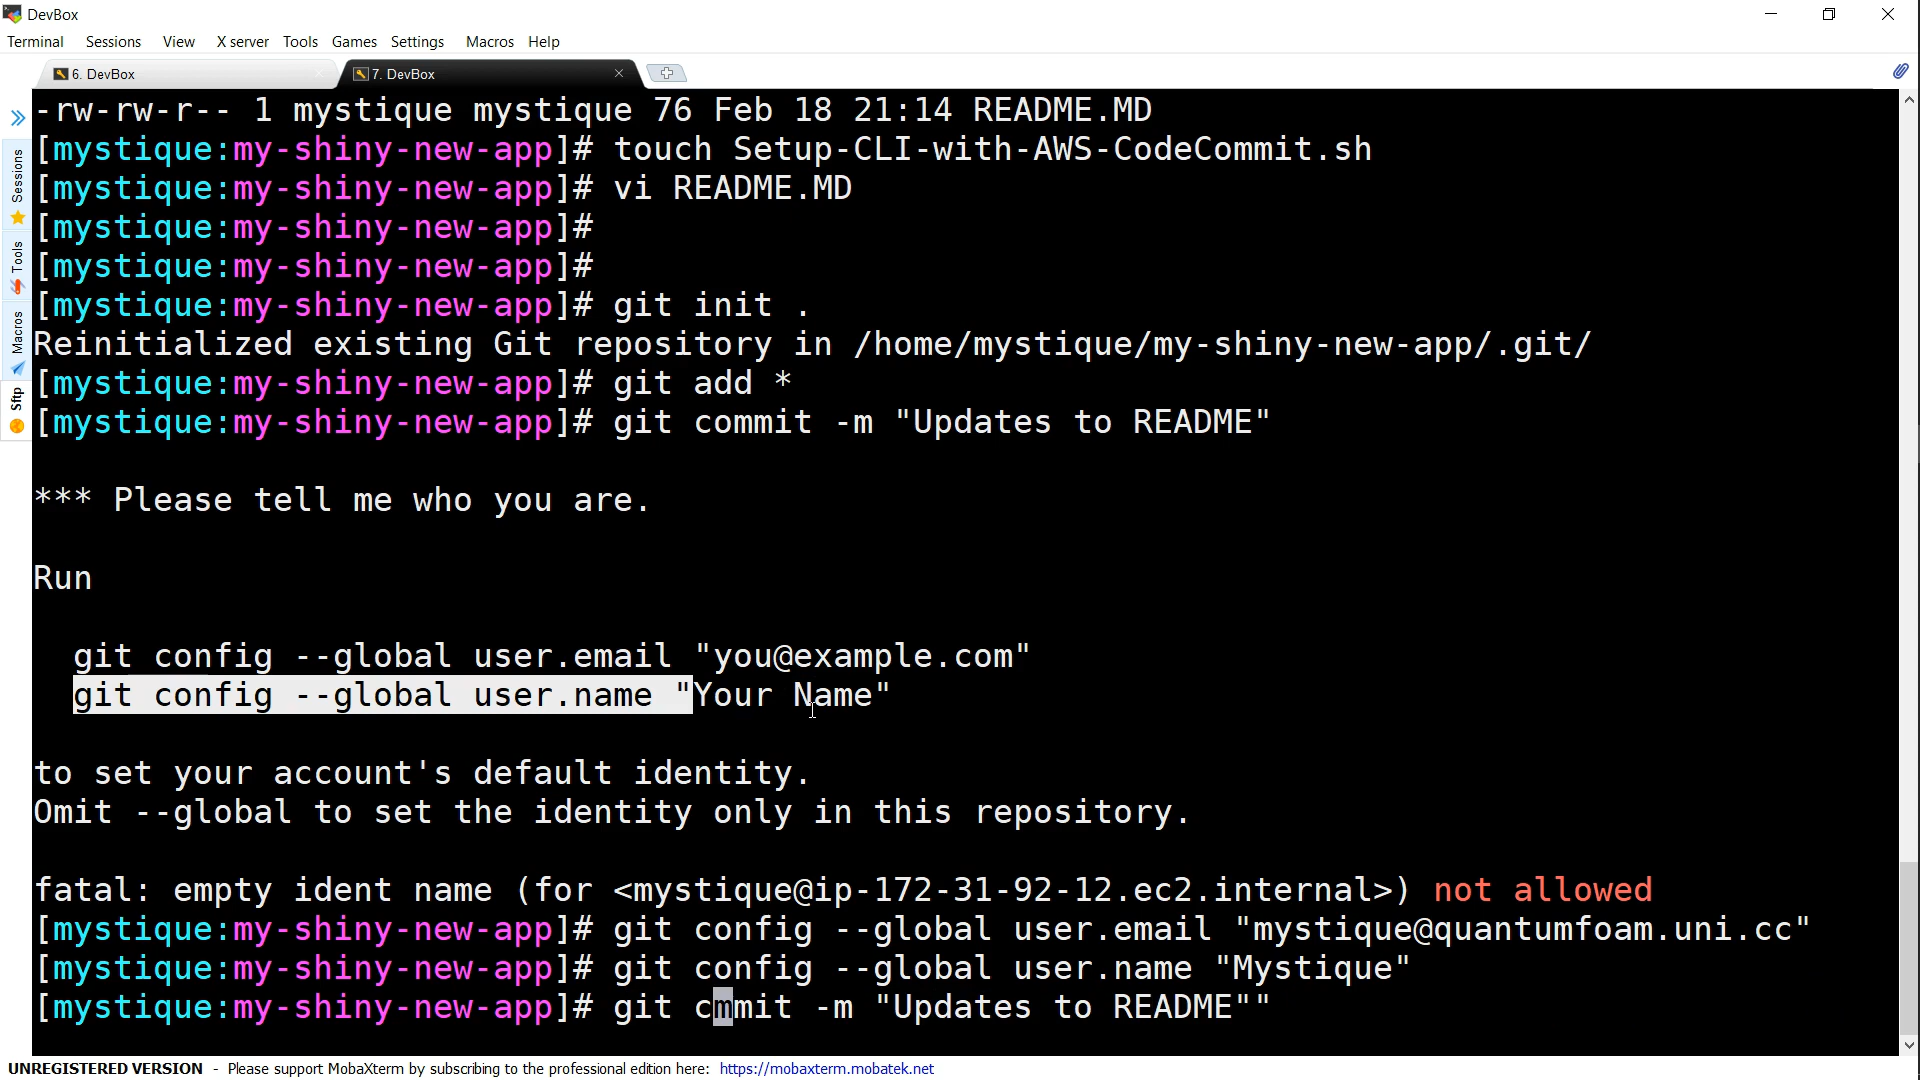 DevBox
Terminal Sessions View X server Tools Games Settings Macros Help
6. DevBox 7. DevBox
Sessions
Tools
Macros
Sftp
-rw-rw-r-- 1 mystique mystique 76 Feb 18 21:14 README.MD
[mystique:my-shiny-new-app]# touch Setup-CLI-with-AWS-CodeCommit.sh
[mystique:my-shiny-new-app]# vi README.MD
[mystique:my-shiny-new-app]#
[mystique:my-shiny-new-app]#
[mystique:my-shiny-new-app]# git init .
Reinitialized existing Git repository in /home/mystique/my-shiny-new-app/.git/
[mystique:my-shiny-new-app]# git add *
[mystique:my-shiny-new-app]# git commit -m "Updates to README"
*** Please tell me who you are.
Run
git config --global user.email "you@example.com"
git config --global user.name "Your Name"
to set your account's default identity.
Omit --global to set the identity only in this repository.
fatal: empty ident name (for <mystique@ip-172-31-92-12.ec2.internal>) not allowed
[mystique:my-shiny-new-app]# git config --global user.email "mystique@quantumfoam.uni.cc"
[mystique:my-shiny-new-app]# git config --global user.name "Mystique"
[mystique:my-shiny-new-app]# git cmmit -m "Updates to README""
UNREGISTERED VERSION - Please support MobaXterm by subscribing to the professional edition here: https://mobaxterm.mobatek.net